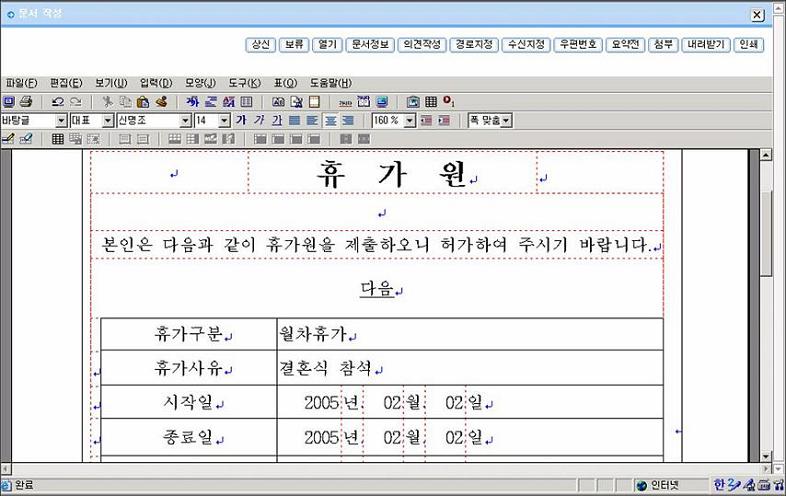 문서 작성
상신 보류 열기 문서정보 의견작성 경로지정 수신지정 우편번호 요약전 첨부 내려받기 인쇄
파일(F) 편집(E) 보기(U) 입력(D) 모양(J) 도구(K) 표(Q) 도움말(H)
바탕글 대표 신명조 14 가 가 가 160 % 폭 맞춤
휴 가 원
본인은 다음과 같이 휴가원을 제출하오니 허가하여 주시기 바랍니다.
다음
휴가구분 월차휴가
휴가사유 결혼식 참석
시작일 2005년 02월 02일
종료일 2005년 02월 02일
완료 인터넷 한